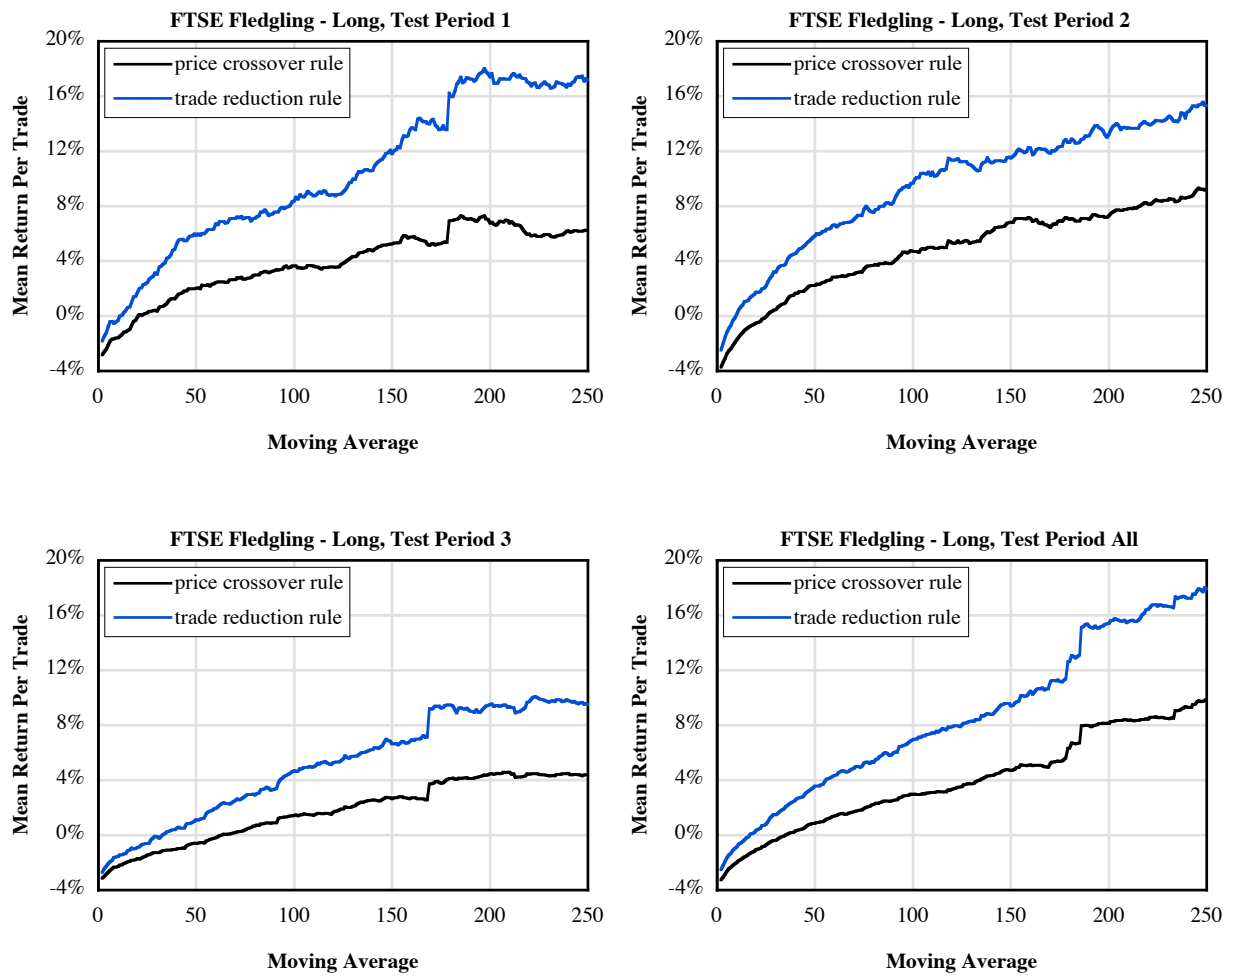 FTSE Fledgling - Long, Test Period 1
20%
16%
12%
8%
4%
0%
-4%
Mean Return Per Trade
price crossover rule
trade reduction rule
0 50 100 150 200 250
Moving Average
FTSE Fledgling - Long, Test Period 2
20%
16%
12%
8%
4%
0%
-4%
Mean Return Per Trade
price crossover rule
trade reduction rule
0 50 100 150 200 250
Moving Average
FTSE Fledgling - Long, Test Period 3
20%
16%
12%
8%
4%
0%
-4%
Mean Return Per Trade
price crossover rule
trade reduction rule
0 50 100 150 200 250
Moving Average
FTSE Fledgling - Long, Test Period All
20%
16%
12%
8%
4%
0%
-4%
Mean Return Per Trade
price crossover rule
trade reduction rule
0 50 100 150 200 250
Moving Average